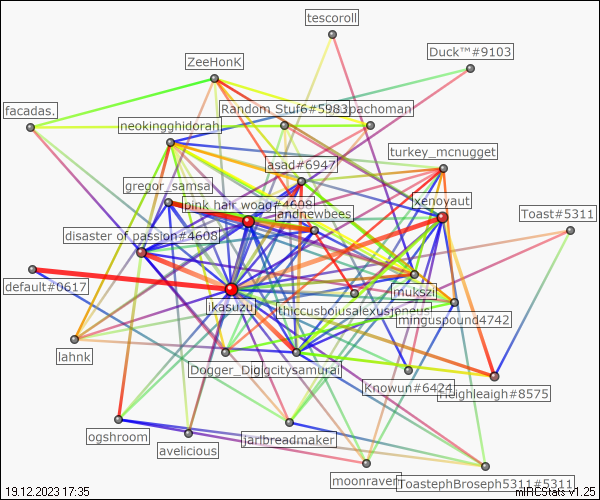 tescoroll
Duck™#9103
ZeeHonK
facadas.
Random Stuf6#5983
pachoman
neokingghidorah
turkey_mcnugget
asad#6947
gregor_samsa
xenoyaut
pink hair woag#4608
andnewbees
Toast#5311
disaster of passion#4608
default#0617
mukszi
ikasuzu
thiccusboiusalexusjeneus
minguspound4742
lahnk
Dogger_Dig
gcitysamurai
Knowun#6424
Heighleigh#8575
ogshroom
avelicious
jarlbreadmaker
moonraven
ToastephBroseph5311#5311
19.12.2023 17:35
mIRCStats v1.25